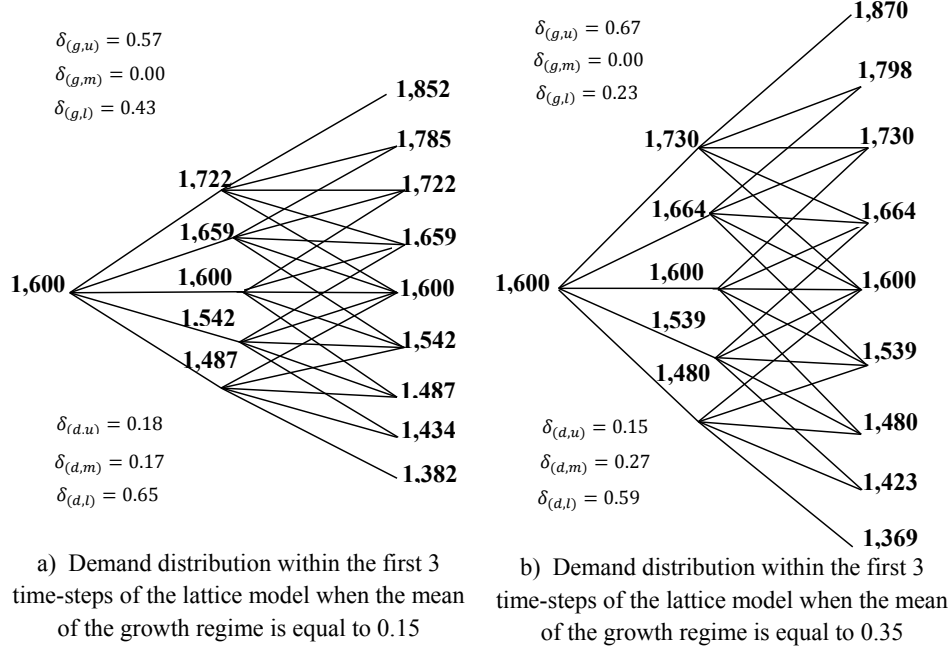 δ(g,u) = 0.57
δ(g,m) = 0.00
δ(g,l) = 0.43
1,852
1,785
1,722
1,722
1,659
1,659
1,600
1,600
1,600
1,542
1,542
1,487
1,487
1,434
1,382
δ(d,u) = 0.18
δ(d,m) = 0.17
δ(d,l) = 0.65
a) Demand distribution within the first 3
time-steps of the lattice model when the mean
of the growth regime is equal to 0.15
δ(g,u) = 0.67
δ(g,m) = 0.00
δ(g,l) = 0.23
1,870
1,798
1,730
1,730
1,664
1,664
1,600
1,600
1,600
1,539
1,539
1,480
1,480
1,423
1,369
δ(d,u) = 0.15
δ(d,m) = 0.27
δ(d,l) = 0.59
b) Demand distribution within the first 3
time-steps of the lattice model when the mean
of the growth regime is equal to 0.35